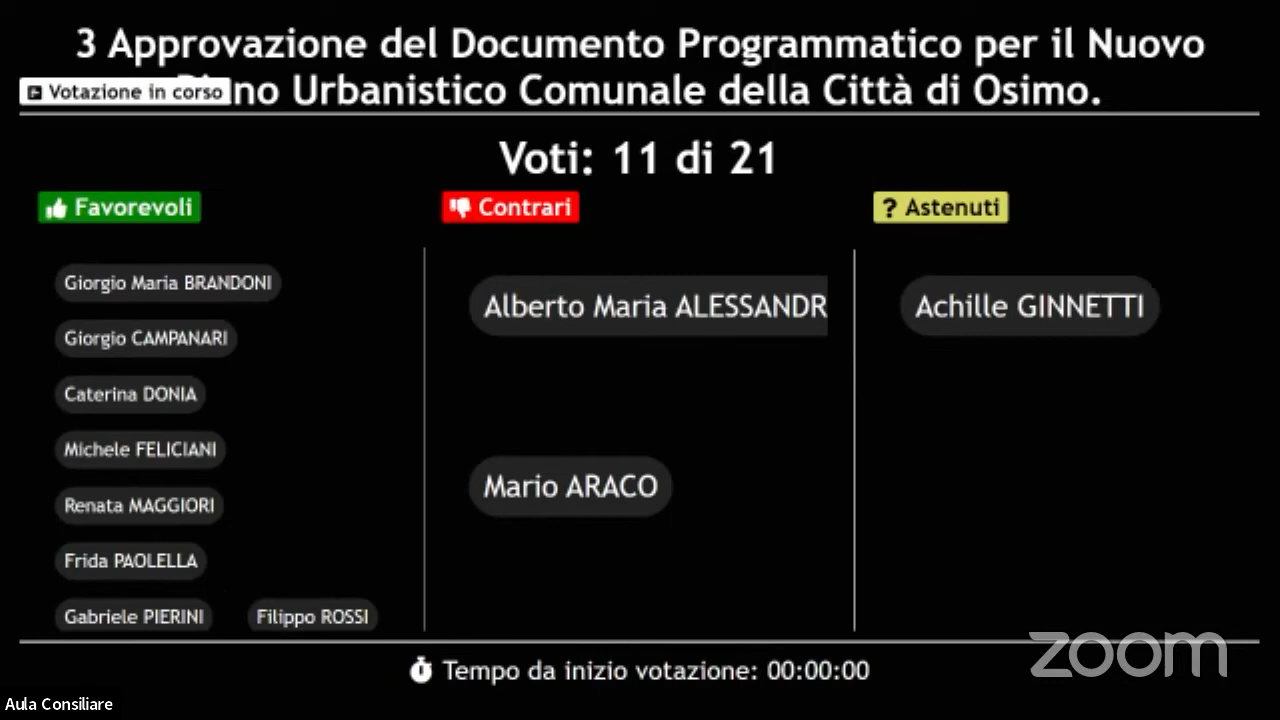 3 Approvazione del Documento Programmatico per il Nuovo
Votazione in corso
no Urbanistico Comunale della Città di Osimo.
Voti: 11 di 21
Favorevoli
Contrari
? Astenuti
Giorgio Maria BRANDONI
Giorgio CAMPANARI
Caterina DONIA
Michele FELICIANI
Renata MAGGIORI
Frida PAOLELLA
Gabriele PIERINI
Filippo ROSSI
Alberto Maria ALESSANDR
Mario ARACO
Achille GINNETTI
Tempo da inizio votazione: 00:00:00
zoom
Aula Consiliare